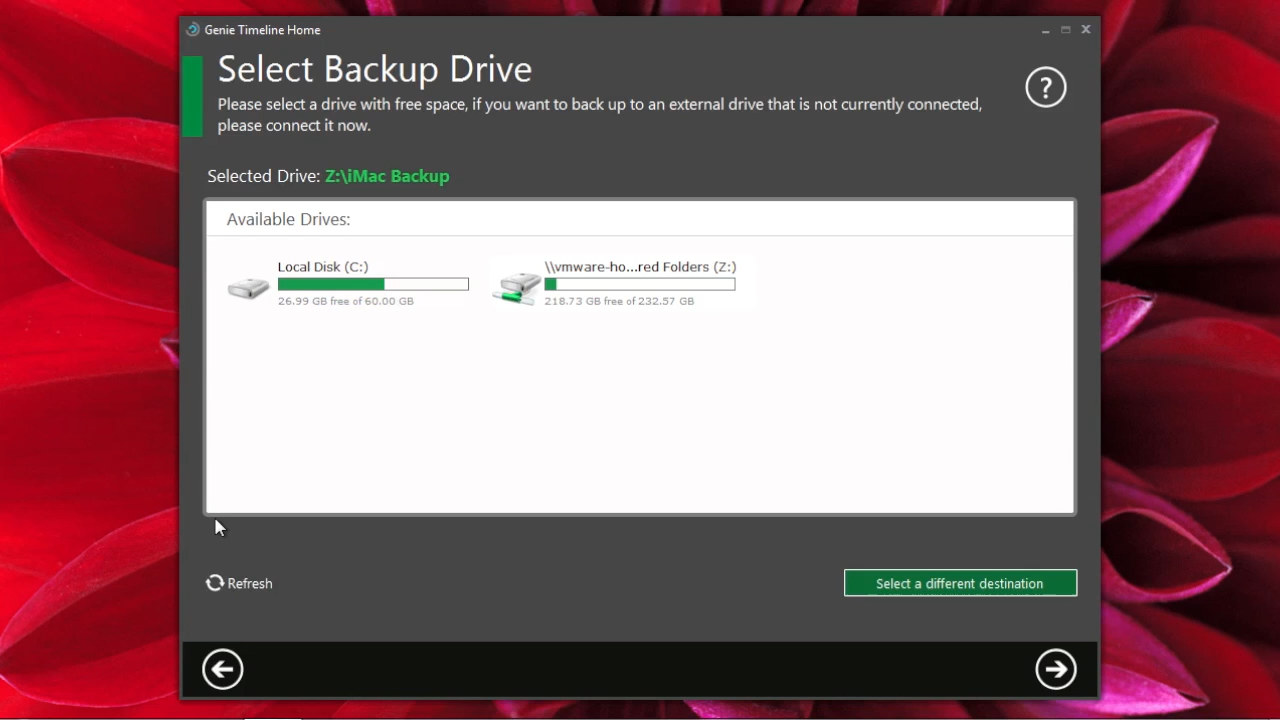 Genie Timeline Home
Select Backup Drive
Please select a drive with free space, if you want to back up to an external drive that is not currently connected,
please connect it now.
?
Selected Drive: Z:\iMac Backup
Available Drives:
Local Disk (C:)
26.99 GB free of 60.00 GB
\\vmware-ho...red Folders (Z:)
218.73 GB free of 232.57 GB
Refresh
Select a different destination